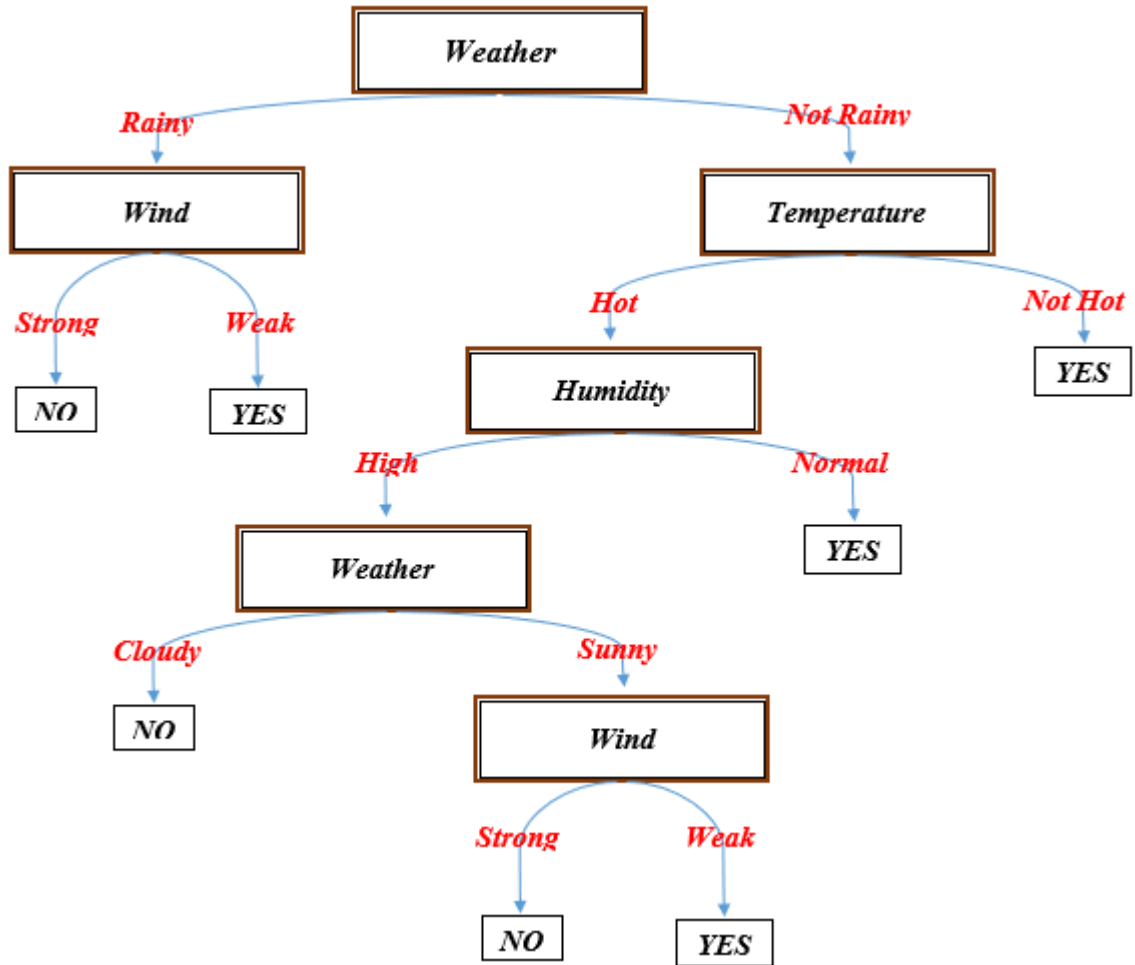 Weather
Rainy
Not Rainy
Wind
Temperature
Strong
Weak
Hot
Not Hot
NO
YES
Humidity
YES
High
Normal
Weather
YES
Cloudy
Sunny
NO
Wind
Strong
Weak
NO
YES